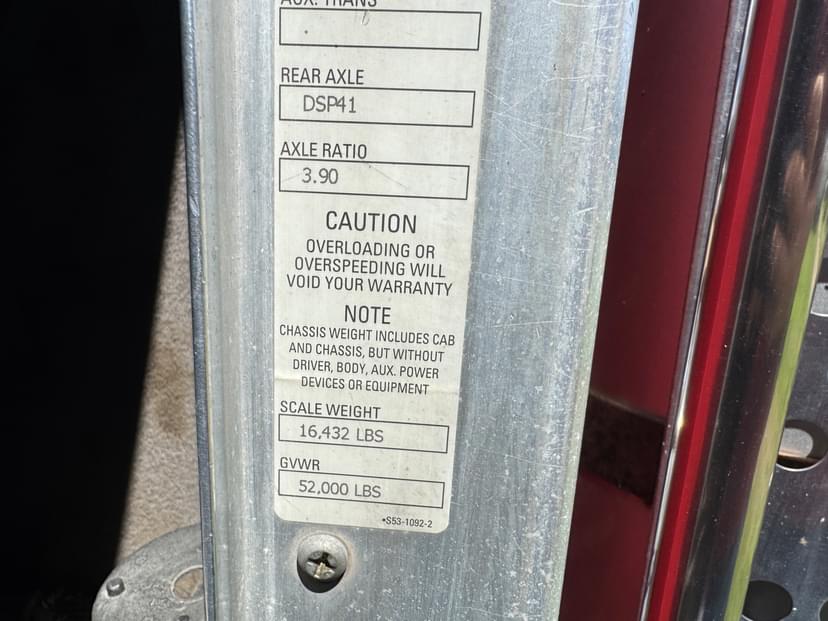 AUX. TRANS
REAR AXLE
DSP41
AXLE RATIO
3.90
CAUTION
OVERLOADING OR
OVERSPEEDING WILL
VOID YOUR WARRANTY
NOTE
CHASSIS WEIGHT INCLUDES CAB
AND CHASSIS, BUT WITHOUT
DRIVER, BODY, AUX. POWER
DEVICES OR EQUIPMENT
SCALE WEIGHT
16,432 LBS
GVWR
52,000 LBS
•S53-1092-2